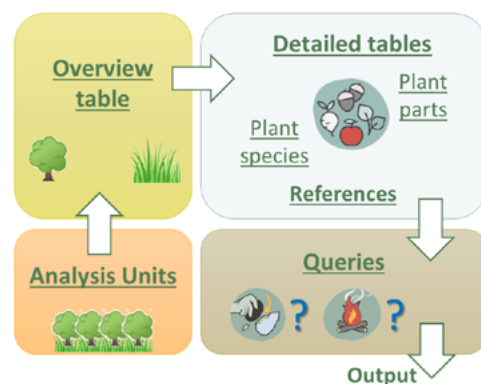 Overview
table
Detailed tables
Plant
parts
Plant
species
References
Analysis Units
Queries
? ?
Output